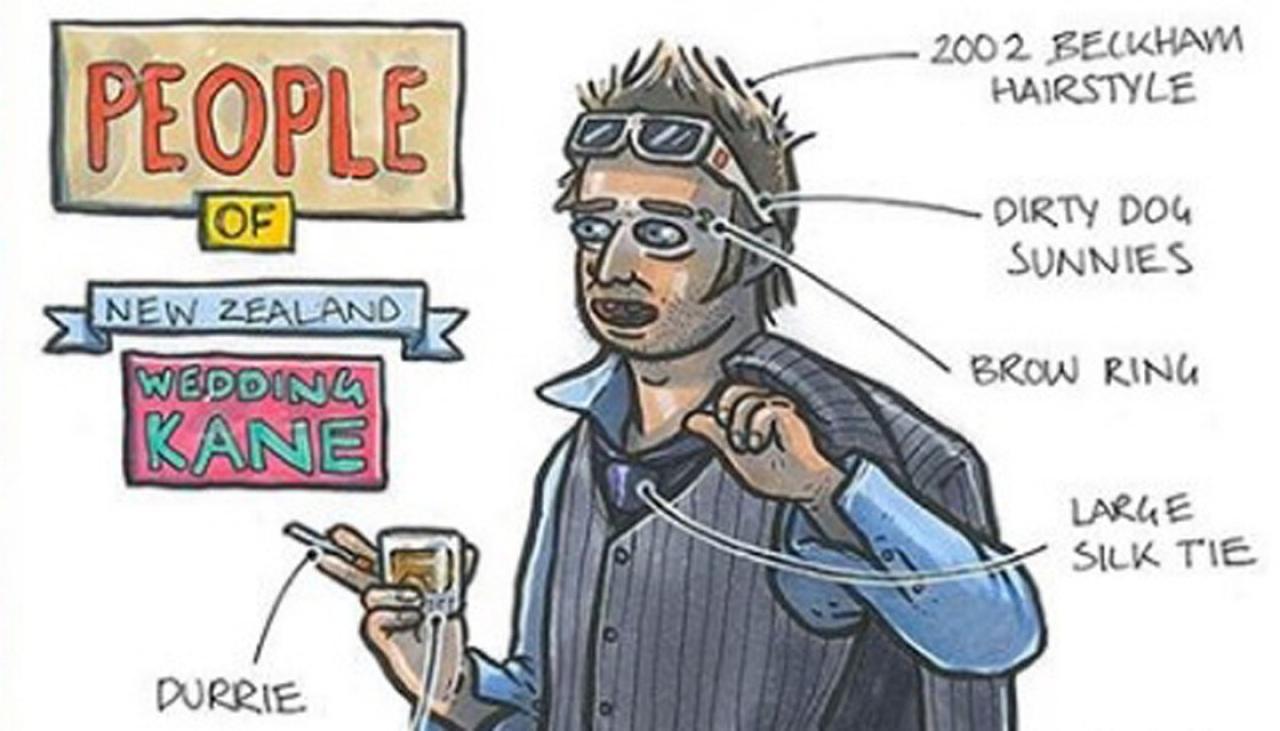 PEOPLE
OF
NEW ZEALAND
WEDDING
KANE
2002 BECKHAM
HAIRSTYLE
DIRTY DOG
SUNNIES
BROW RING
LARGE
SILK TIE
DURRIE